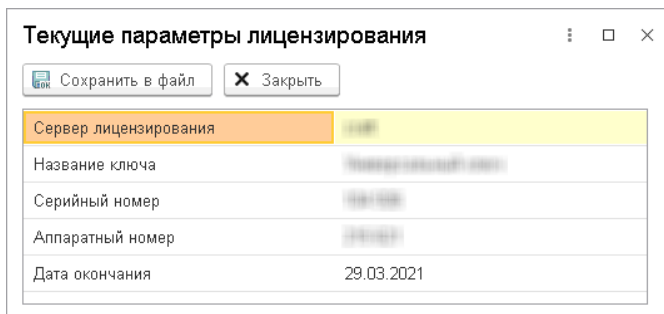 Текущие параметры лицензирования
Сохранить в файл Закрыть
Сервер лицензирования
Название ключа
Серийный номер
Аппаратный номер
Дата окончания 29.03.2021